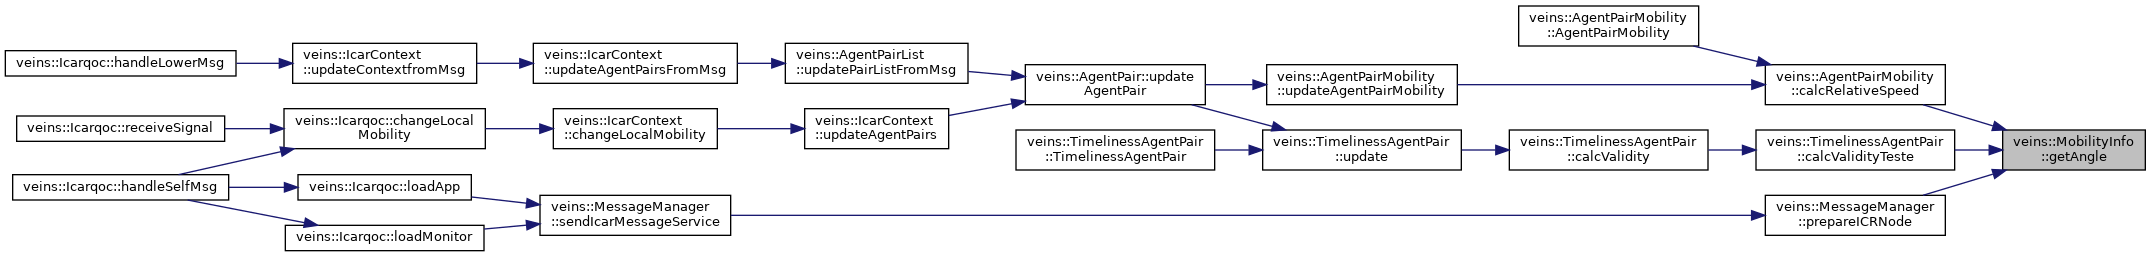 veins::Icarqoc::handleLowerMsg
veins::IcarContext
::updateContextfromMsg
veins::IcarContext
::updateAgentPairsFromMsg
veins::AgentPairList
::updatePairListFromMsg
veins::AgentPair::update
AgentPair
veins::AgentPairMobility
::updateAgentPairMobility
veins::AgentPairMobility
::AgentPairMobility
veins::AgentPairMobility
::calcRelativeSpeed
veins::Icarqoc::receiveSignal
veins::Icarqoc::changeLocal
Mobility
veins::IcarContext
::changeLocalMobility
veins::IcarContext
::updateAgentPairs
veins::TimelinessAgentPair
::TimelinessAgentPair
veins::TimelinessAgentPair
::update
veins::TimelinessAgentPair
::calcValidity
veins::TimelinessAgentPair
::calcValidityTeste
veins::MobilityInfo
::getAngle
veins::Icarqoc::handleSelfMsg
veins::Icarqoc::loadApp
veins::Icarqoc::loadMonitor
veins::MessageManager
::sendIcarMessageService
veins::MessageManager
::prepareICRNode